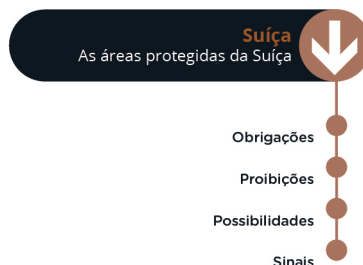 Suíça
As áreas protegidas da Suíça
Obrigações
Proibições
Possibilidades
Sinais